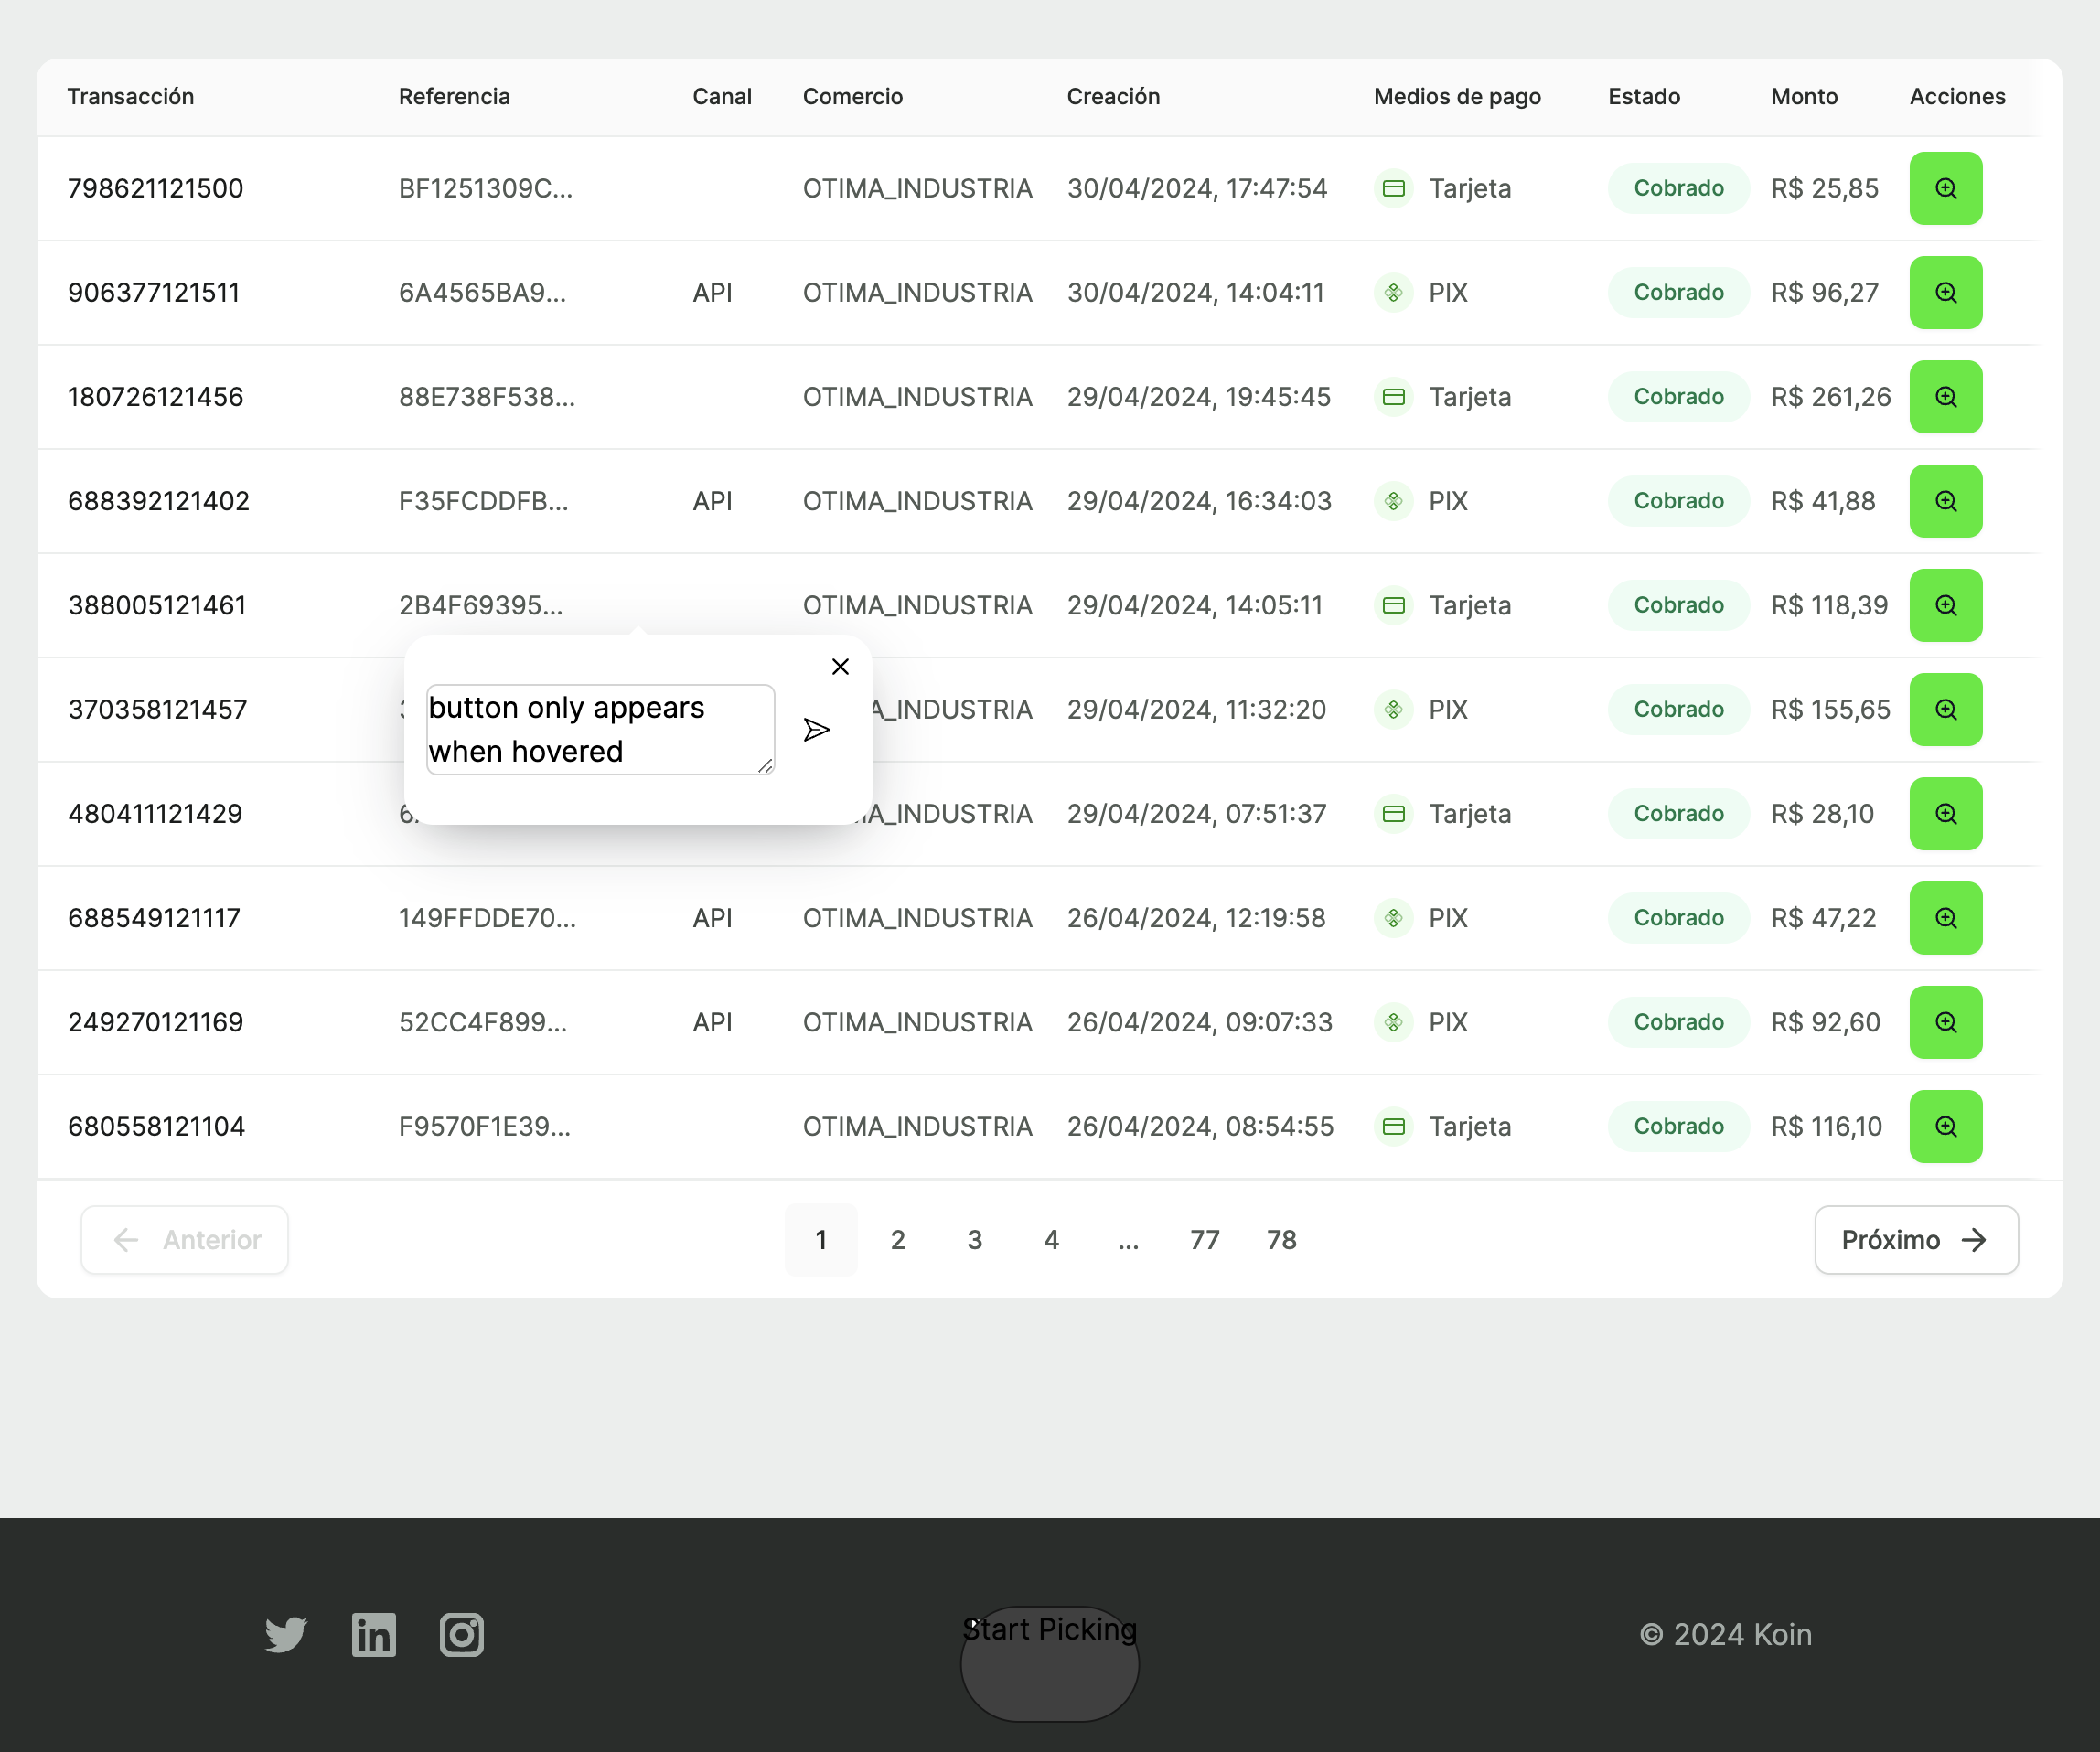 Transacción Referencia Canal Comercio Creación Medios de pago Estado Monto Acciones
798621121500 BF1251309C... OTIMA_INDUSTRIA 30/04/2024, 17:47:54 Tarjeta Cobrado R$ 25,85
906377121511 6A4565BA9... API OTIMA_INDUSTRIA 30/04/2024, 14:04:11 PIX Cobrado R$ 96,27
180726121456 88E738F538... OTIMA_INDUSTRIA 29/04/2024, 19:45:45 Tarjeta Cobrado R$ 261,26
688392121402 F35FCDDFB... API OTIMA_INDUSTRIA 29/04/2024, 16:34:03 PIX Cobrado R$ 41,88
388005121461 2B4F69395... OTIMA_INDUSTRIA 29/04/2024, 14:05:11 Tarjeta Cobrado R$ 118,39
370358121457 A_INDUSTRIA 29/04/2024, 11:32:20 PIX Cobrado R$ 155,65
button only appears
when hovered
480411121429 A_INDUSTRIA 29/04/2024, 07:51:37 Tarjeta Cobrado R$ 28,10
688549121117 149FFDDE70... API OTIMA_INDUSTRIA 26/04/2024, 12:19:58 PIX Cobrado R$ 47,22
249270121169 52CC4F899... API OTIMA_INDUSTRIA 26/04/2024, 09:07:33 PIX Cobrado R$ 92,60
680558121104 F9570F1E39... OTIMA_INDUSTRIA 26/04/2024, 08:54:55 Tarjeta Cobrado R$ 116,10
Anterior 1 2 3 4 ... 77 78 Próximo
Start Picking
© 2024 Koin